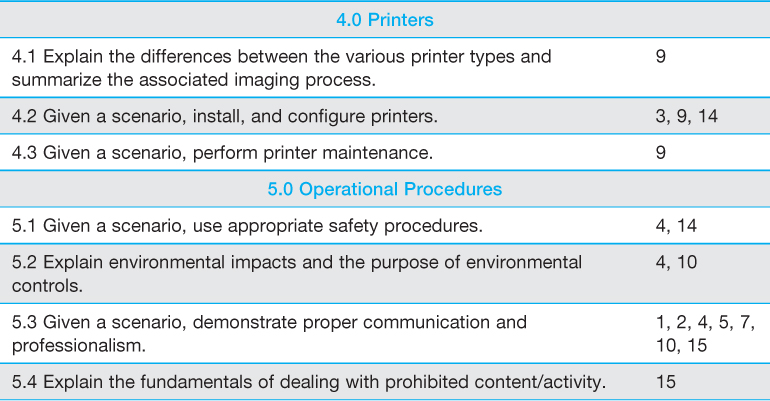 4.0 Printers
4.1 Explain the differences between the various printer types and 9
summarize the associated imaging process.
4.2 Given a scenario, install, and configure printers. 3, 9, 14
4.3 Given a scenario, perform printer maintenance. 9
5.0 Operational Procedures
5.1 Given a scenario, use appropriate safety procedures. 4, 14
5.2 Explain environmental impacts and the purpose of environmental 4, 10
controls.
5.3 Given a scenario, demonstrate proper communication and 1, 2, 4, 5, 7,
professionalism. 10, 15
5.4 Explain the fundamentals of dealing with prohibited content/activity. 15